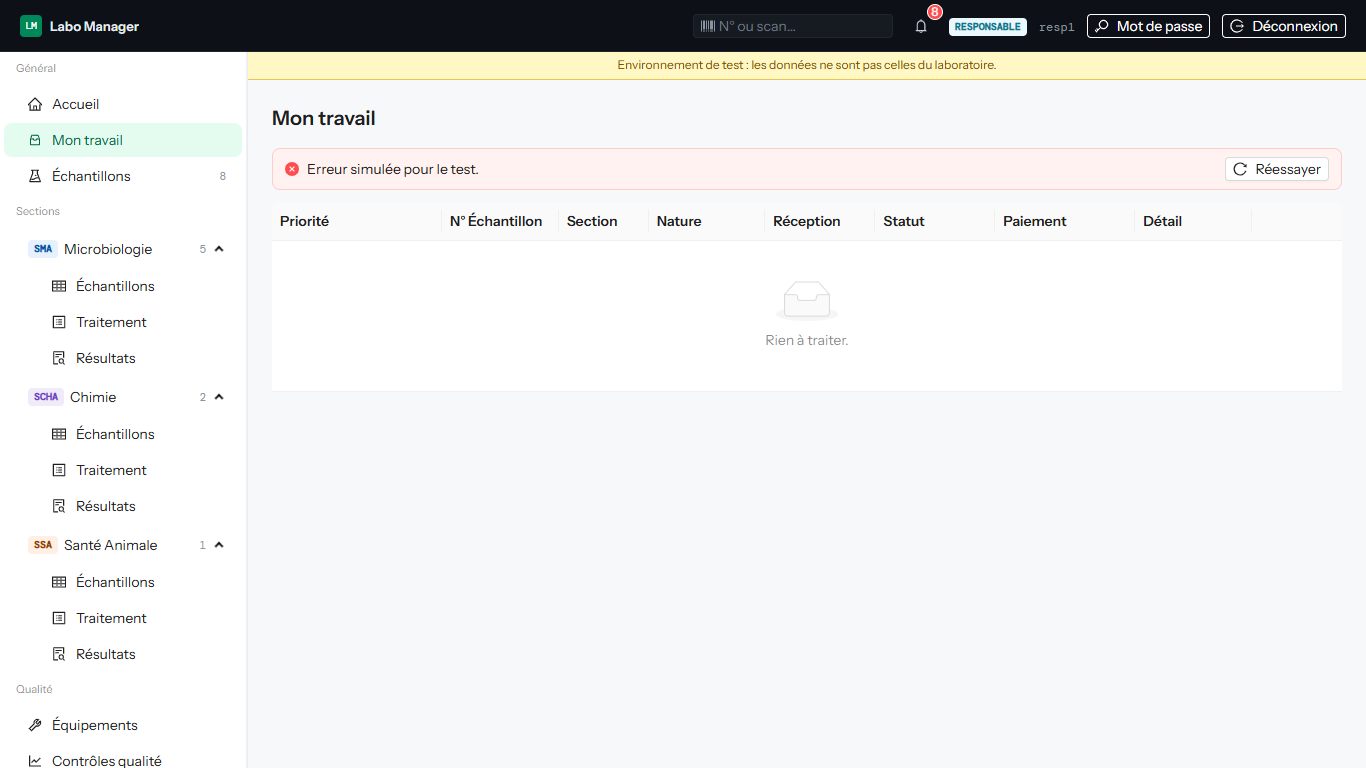 LM Labo Manager
N° ou scan...
8
RESPONSABLE
resp1
Mot de passe
Déconnexion
Environnement de test : les données ne sont pas celles du laboratoire.
Général
Accueil
Mon travail
Échantillons 8
Sections
SMA Microbiologie 5
Échantillons
Traitement
Résultats
SCHA Chimie 2
Échantillons
Traitement
Résultats
SSA Santé Animale 1
Échantillons
Traitement
Résultats
Qualité
Équipements
Contrôles qualité
Mon travail
Erreur simulée pour le test.
Réessayer
Priorité N° Échantillon Section Nature Réception Statut Paiement Détail
Rien à traiter.